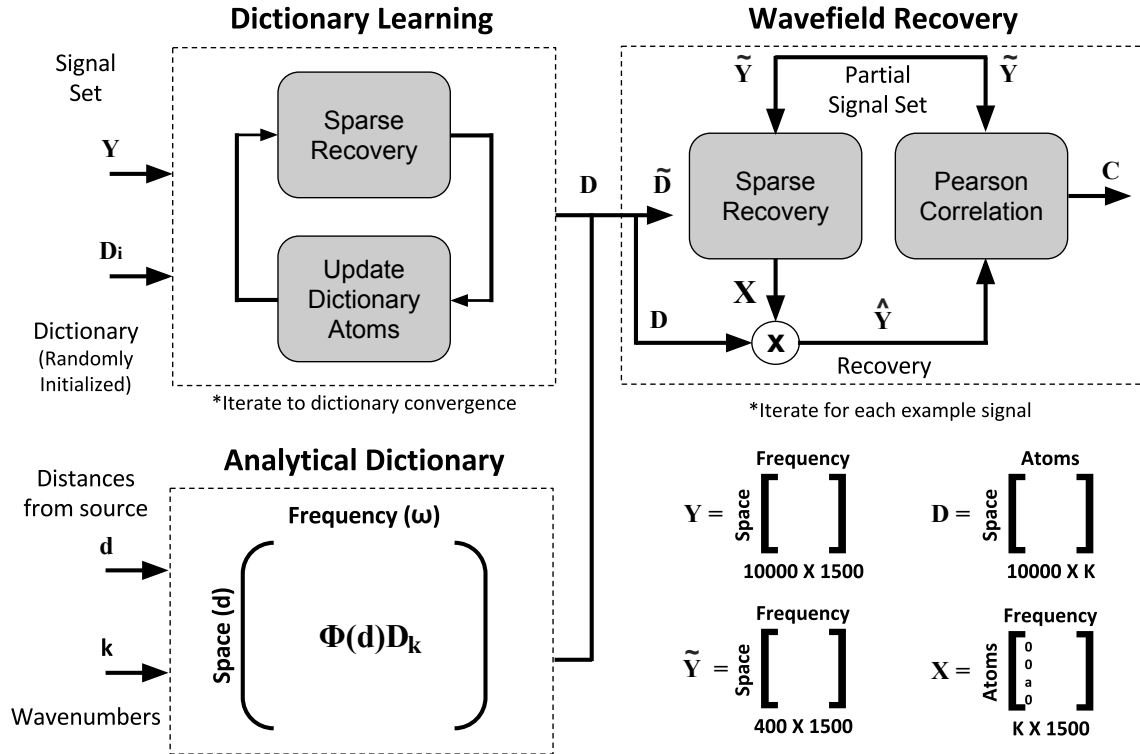 Dictionary Learning
Signal
Set
Y
Di
Dictionary
(Randomly
Initialized)
Sparse
Recovery
Update
Dictionary
Atoms
*Iterate to dictionary convergence
D
Wavefield Recovery
Ỹ
Partial
Signal Set
Ỹ
D̃
Sparse
Recovery
Pearson
Correlation
C
X
D
x
Ŷ
Recovery
*Iterate for each example signal
Analytical Dictionary
Distances
from source
d
k
Wavenumbers
Frequency (ω)
Space (d)
Φ(d)Dk
Frequency
Y =
Space
10000 X 1500
Atoms
D =
Space
10000 X K
Frequency
Ỹ =
Space
400 X 1500
Frequency
X =
Atoms
0
0
a
0
K X 1500